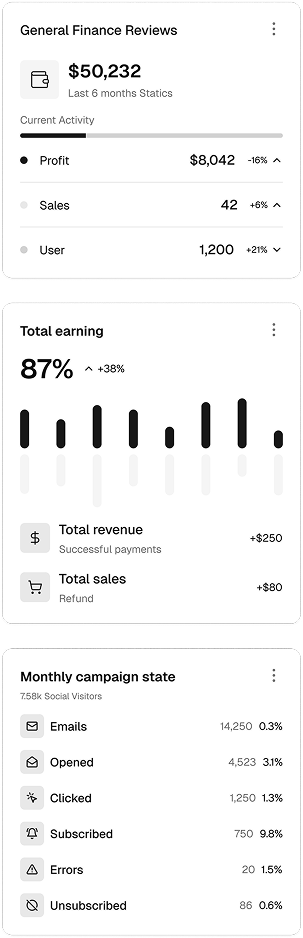 General Finance Reviews
$50,232
Last 6 months Statics
Current Activity
Profit $8,042 -16%
Sales 42 +6%
User 1,200 +21%
Total earning
87% +38%
Total revenue
Successful payments
+$250
Total sales
Refund
+$80
Monthly campaign state
7.58k Social Visitors
Emails 14,250 0.3%
Opened 4,523 3.1%
Clicked 1,250 1.3%
Subscribed 750 9.8%
Errors 20 1.5%
Unsubscribed 86 0.6%